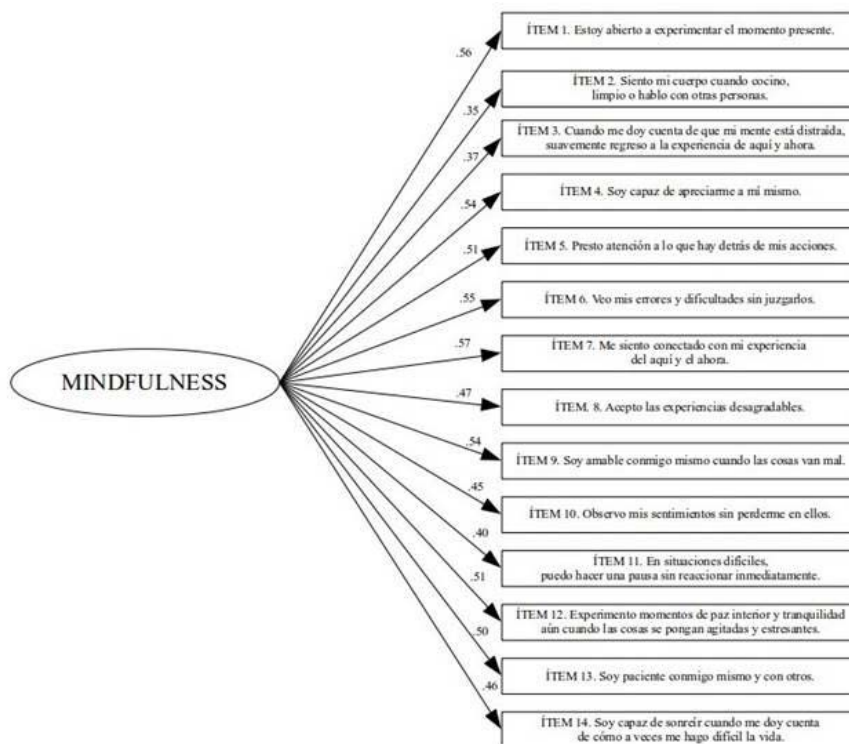 .56
ÍTEM 1. Estoy abierto a experimentar el momento presente.
.35
ÍTEM 2. Siento mi cuerpo cuando cocino,
limpio o hablo con otras personas.
.37
ÍTEM 3. Cuando me doy cuenta de que mi mente está distraída,
suavemente regreso a la experiencia de aquí y ahora.
.54
ÍTEM 4. Soy capaz de apreciarme a mí mismo.
.51
ÍTEM 5. Presto atención a lo que hay detrás de mis acciones.
.55
ÍTEM 6. Veo mis errores y dificultades sin juzgarlos.
.57
ÍTEM 7. Me siento conectado con mi experiencia
del aquí y el ahora.
MINDFULNESS
.47
ÍTEM. 8. Acepto las experiencias desagradables.
.54
ÍTEM 9. Soy amable conmigo mismo cuando las cosas van mal.
.45
ÍTEM 10. Observo mis sentimientos sin perderme en ellos.
.40
ÍTEM 11. En situaciones difíciles,
puedo hacer una pausa sin reaccionar inmediatamente.
.51
ÍTEM 12. Experimento momentos de paz interior y tranquilidad
aún cuando las cosas se pongan agitadas y estresantes.
.50
ÍTEM 13. Soy paciente conmigo mismo y con otros.
.46
ÍTEM 14. Soy capaz de sonreír cuando me doy cuenta
de cómo a veces me hago difícil la vida.